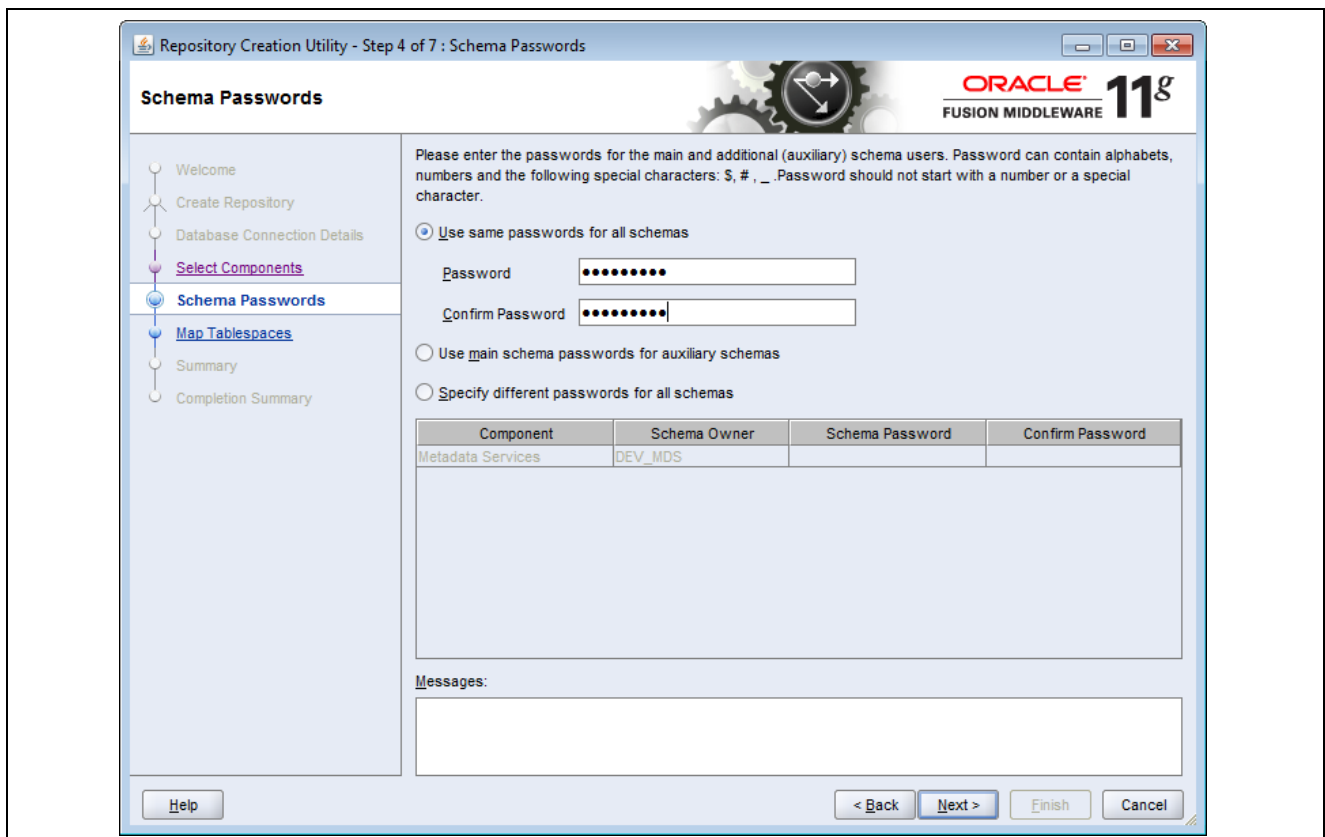 Repository Creation Utility - Step 4 of 7 : Schema Passwords
Schema Passwords
ORACLE®
FUSION MIDDLEWARE
11g
Welcome
Create Repository
Database Connection Details
Select Components
Schema Passwords
Map Tablespaces
Summary
Completion Summary
Please enter the passwords for the main and additional (auxiliary) schema users. Password can contain alphabets,
numbers and the following special characters: $, # , _ .Password should not start with a number or a special
character.
Use same passwords for all schemas
Password •••••••••
Confirm Password •••••••••
Use main schema passwords for auxiliary schemas
Specify different passwords for all schemas
Component Schema Owner Schema Password Confirm Password
Metadata Services DEV_MDS
Messages:
Help < Back Next > Finish Cancel